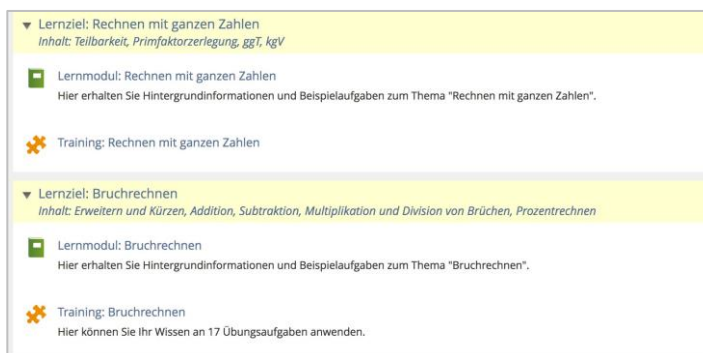 Lernziel: Rechnen mit ganzen Zahlen
Inhalt: Teilbarkeit, Primfaktorzerlegung, ggT, kgV
Lernmodul: Rechnen mit ganzen Zahlen
Hier erhalten Sie Hintergrundinformationen und Beispielaufgaben zum Thema "Rechnen mit ganzen Zahlen".
Training: Rechnen mit ganzen Zahlen
Lernziel: Bruchrechnen
Inhalt: Erweitern und Kürzen, Addition, Subtraktion, Multiplikation und Division von Brüchen, Prozentrechnen
Lernmodul: Bruchrechnen
Hier erhalten Sie Hintergrundinformationen und Beispielaufgaben zum Thema "Bruchrechnen".
Training: Bruchrechnen
Hier können Sie Ihr Wissen an 17 Übungsaufgaben anwenden.